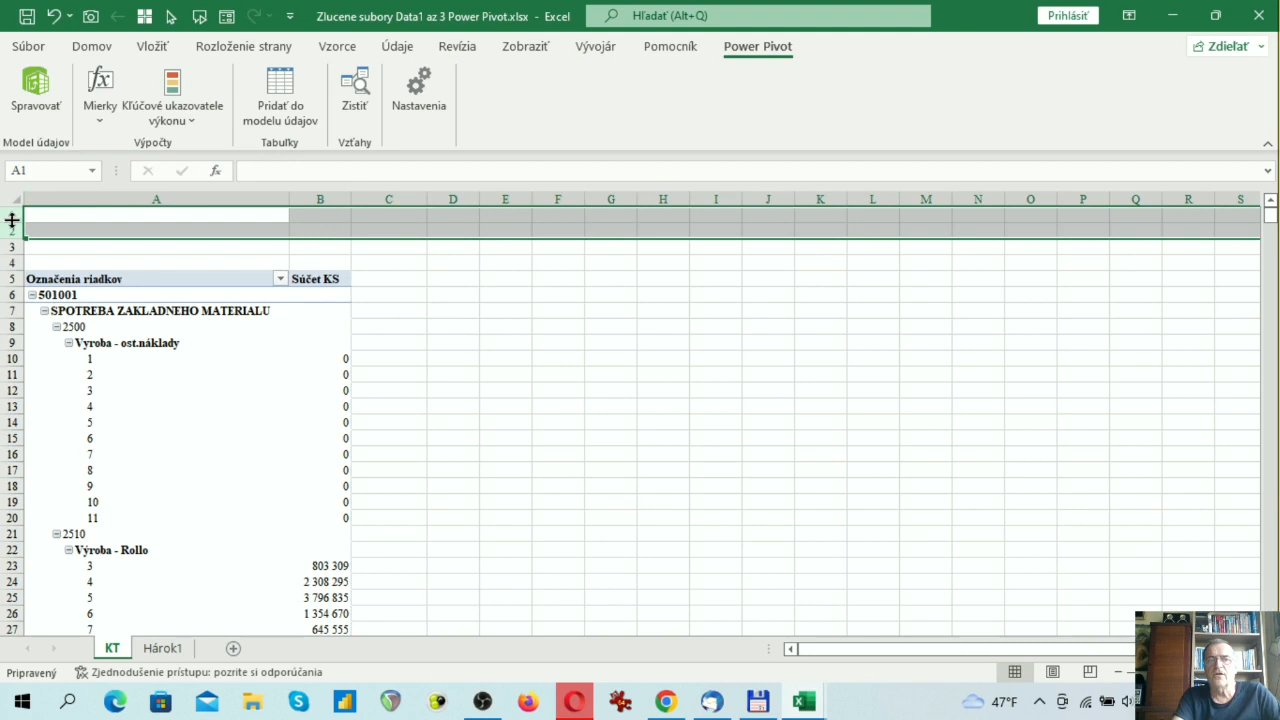 Zlucene subory Data1 az 3 Power Pivot.xlsx - Excel
Hľadať (Alt+Q)
Prihlásiť
Súbor Domov Vložiť Rozloženie strany Vzorce Údaje Revízia Zobraziť Vývojár Pomocník Power Pivot
Zdieľať
Spravovať
Mierky
Kľúčové ukazovatele výkonu
Pridať do modelu údajov
Zistiť
Nastavenia
Model údajov Výpočty Tabuľky Vzťahy
A1 fx
A B C D E F G H I J K L M N O P Q R S
2
3
4
5 Označenia riadkov Súčet KS
6 501001
7 SPOTREBA ZAKLADNEHO MATERIALU
8 2500
9 Vyroba - ost.náklady
10 1 0
11 2 0
12 3 0
13 4 0
14 5 0
15 6 0
16 7 0
17 8 0
18 9 0
19 10 0
20 11 0
21 2510
22 Výroba - Rollo
23 3 803 309
24 4 2 308 295
25 5 3 796 835
26 6 1 354 670
27 7 645 555
KT Hárok1
Pripravený Zjednodušenie prístupu: pozrite si odporúčania
47°F